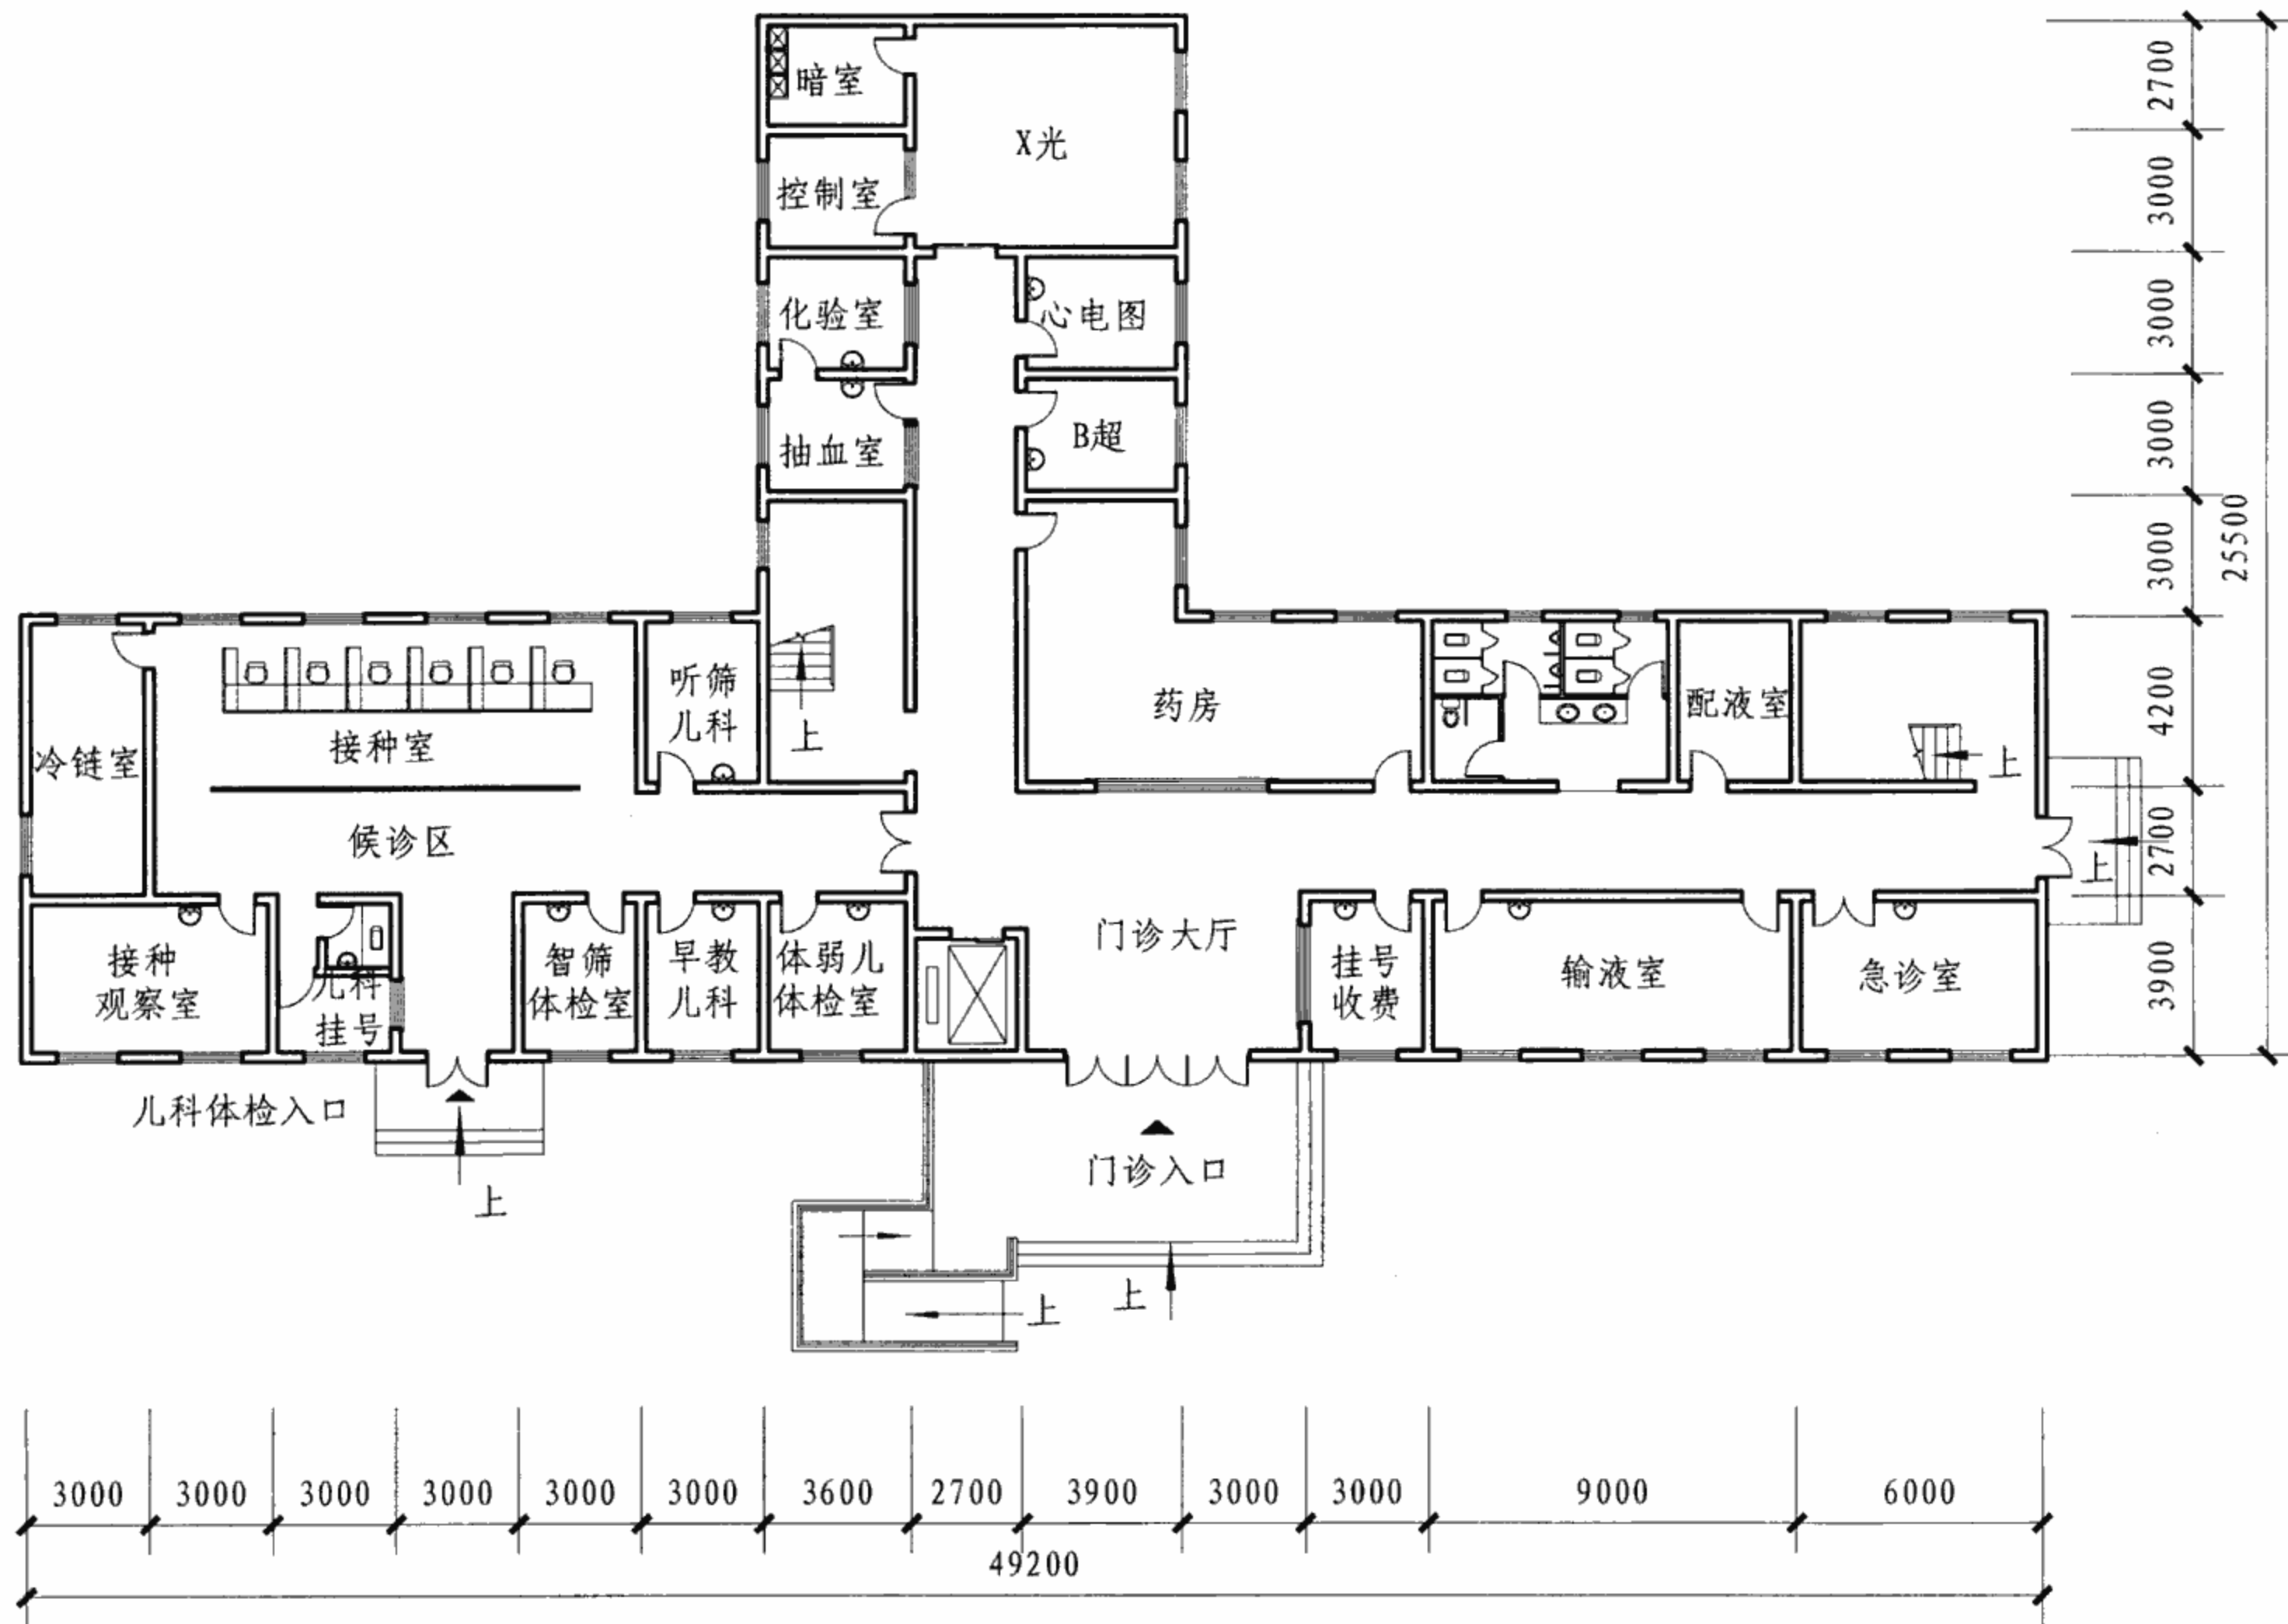 暗室
X光
控制室
化验室
心电图
抽血室
B超
冷链室
接种室
听筛
儿科
上
药房
配液室
上
候诊区
上
接种
观察室
儿科
挂号
智筛
体检室
早教
儿科
体弱儿
体检室
门诊大厅
挂号
收费
输液室
急诊室
儿科体检入口
上
门诊入口
上
上
2700
3000
3000
3000
3000
4200
2700
3900
25500
3000
3000
3000
3000
3000
3000
3600
2700
3900
3000
3000
9000
6000
49200